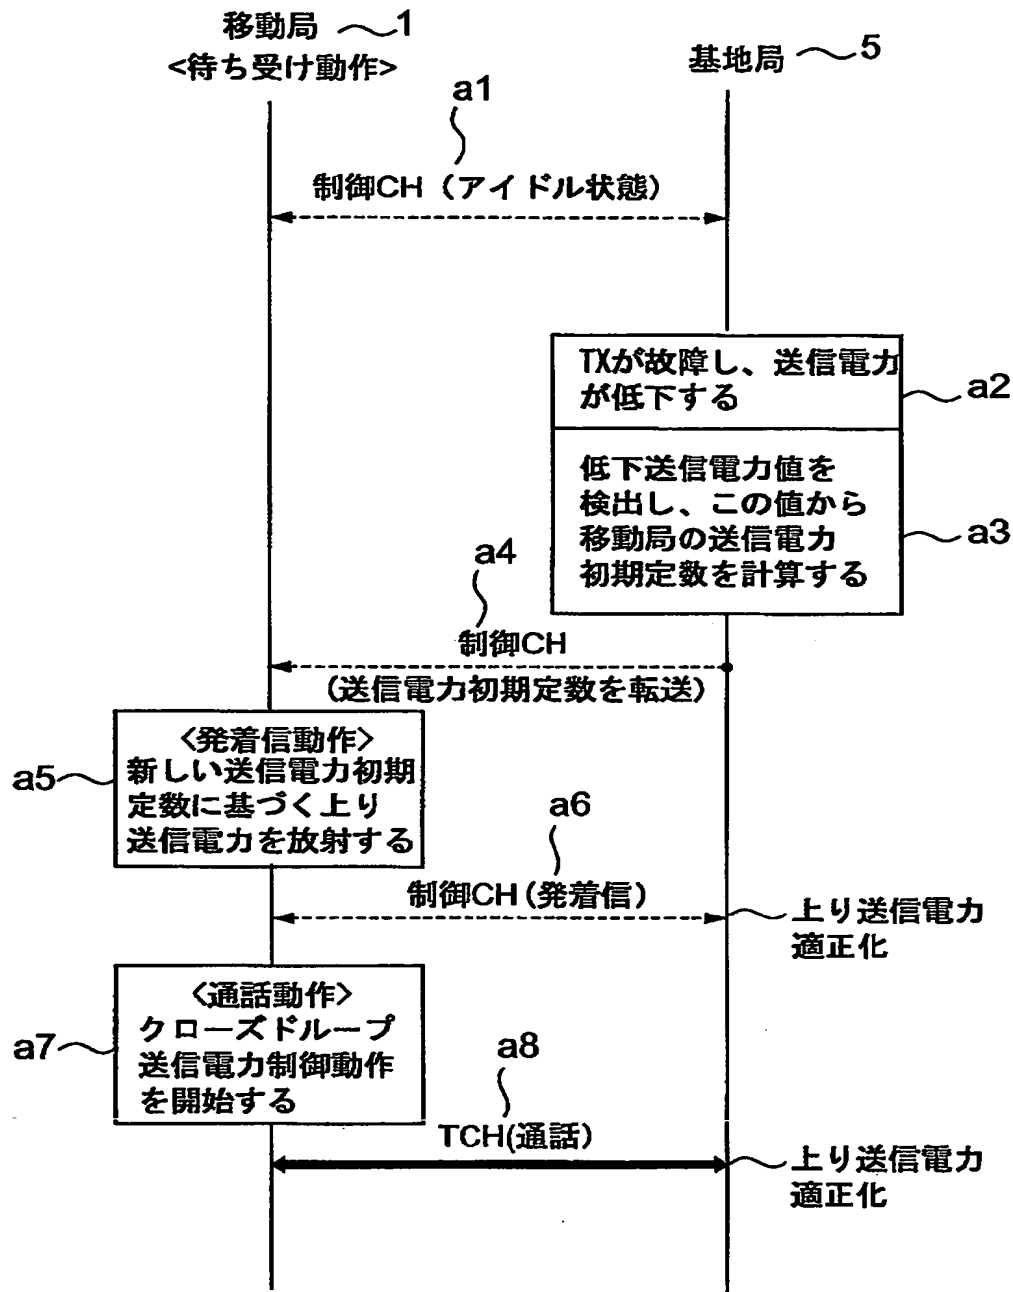 移動局 1
<待ち受け動作>
基地局 5
a1
制御CH（アイドル状態）
TXが故障し、送信電力
が低下する
a2
低下送信電力値を
検出し、この値から
移動局の送信電力
初期定数を計算する
a3
a4
制御CH
(送信電力初期定数を転送)
<発着信動作>
新しい送信電力初期
定数に基づく上り
送信電力を放射する
a5
a6
制御CH(発着信)
上り送信電力
適正化
<通話動作>
クローズドループ
送信電力制御動作
を開始する
a7
a8
TCH(通話)
上り送信電力
適正化